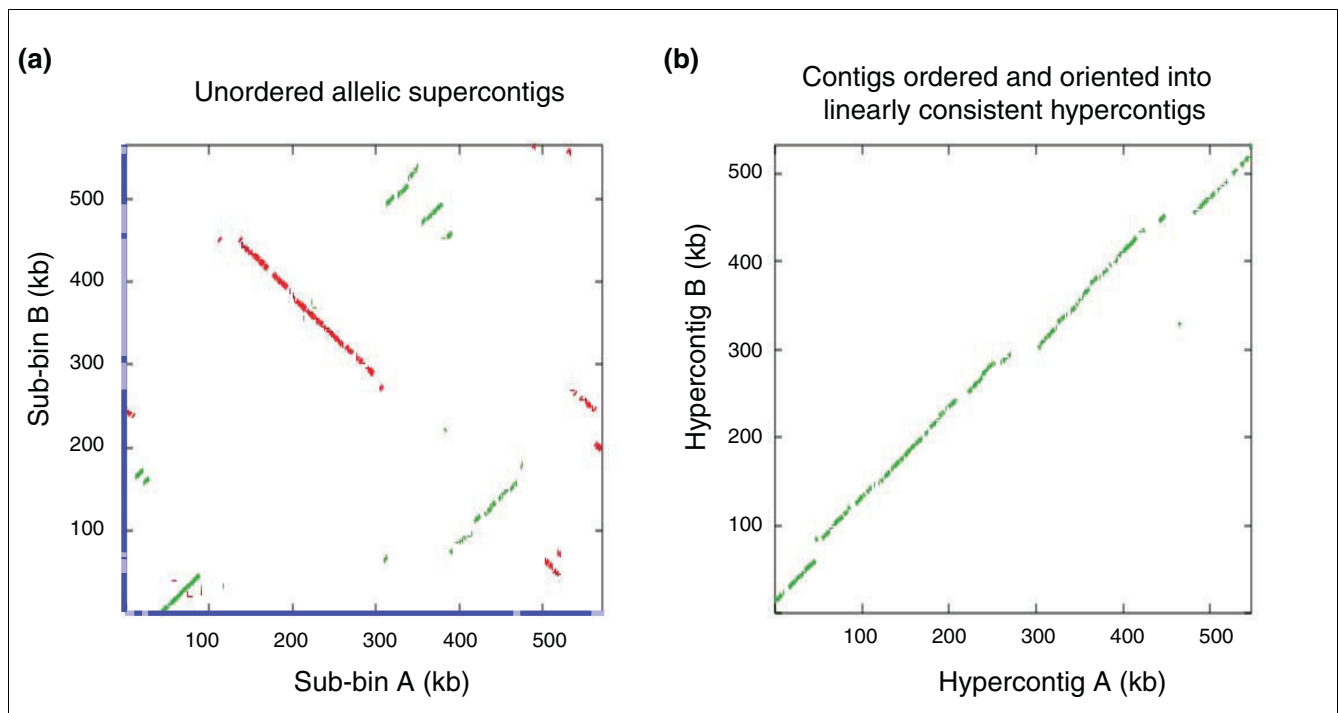 (a)
Unordered allelic supercontigs
500
400
300
200
100
Sub-bin B (kb)
100 200 300 400 500
Sub-bin A (kb)
(b)
Contigs ordered and oriented into
linearly consistent hypercontigs
500
400
300
200
100
Hypercontig B (kb)
100 200 300 400 500
Hypercontig A (kb)